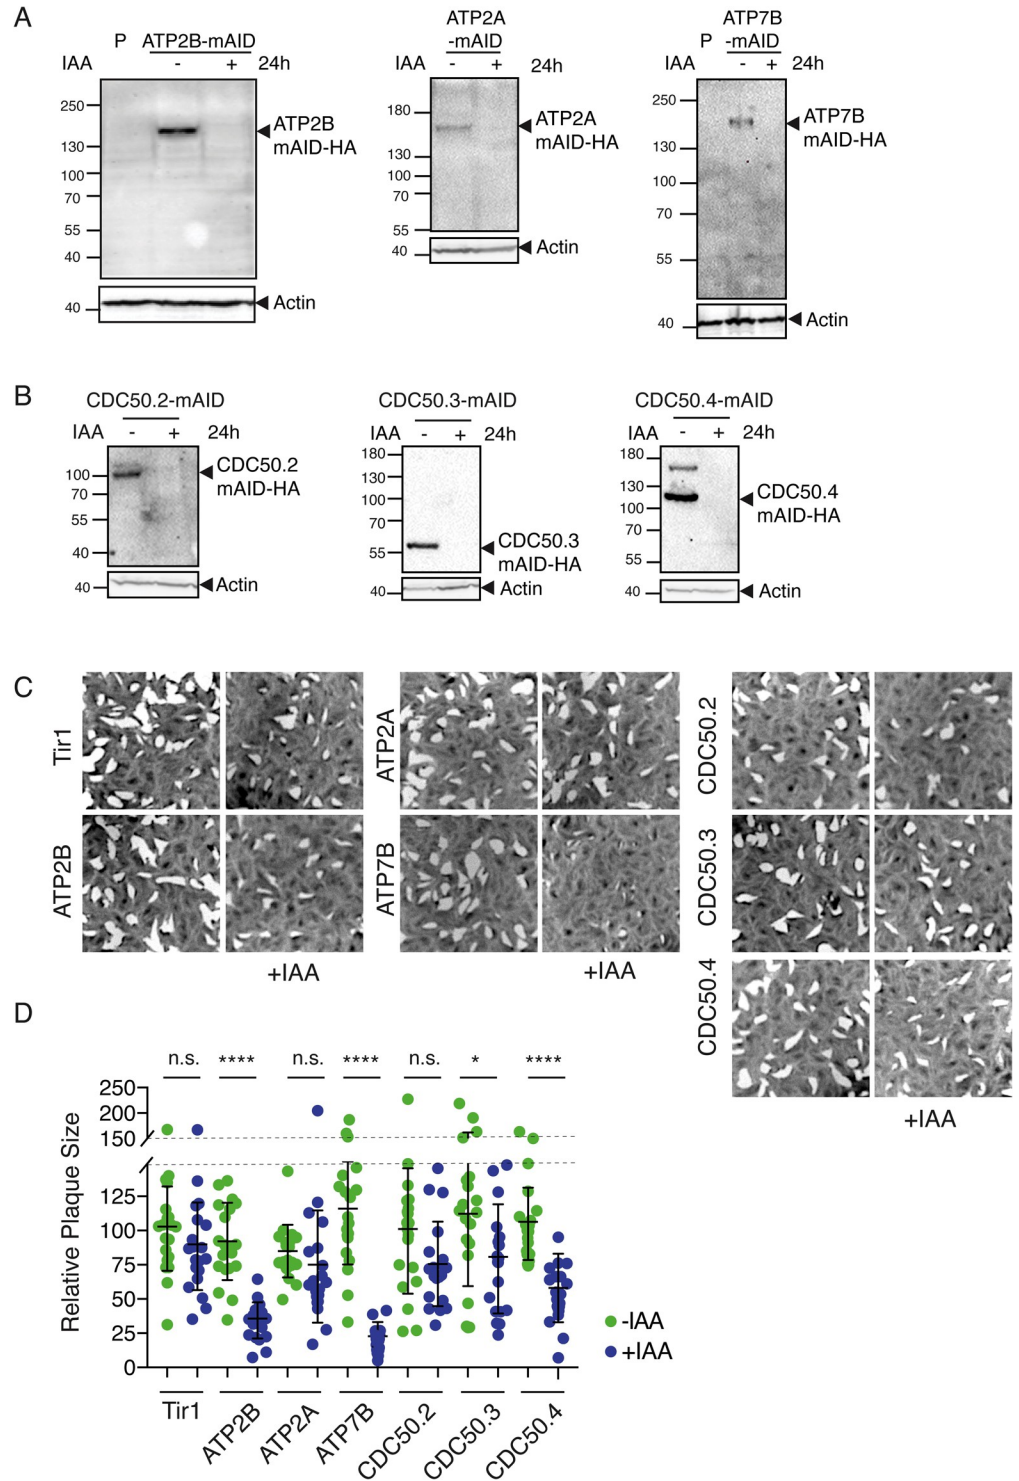 A
P ATP2B-mAID
IAA - + 24h
250
130
100
70
55
40
ATP2B
mAID-HA
40
Actin
ATP2A
-mAID
IAA - + 24h
180
130
100
70
55
ATP2A
mAID-HA
40
Actin
ATP7B
P -mAID
IAA - + 24h
250
130
100
70
55
ATP7B
mAID-HA
40
Actin
B
CDC50.2-mAID
IAA - + 24h
100
70
55
40
CDC50.2
mAID-HA
40
Actin
CDC50.3-mAID
IAA - + 24h
180
130
100
70
55
CDC50.3
mAID-HA
40
Actin
CDC50.4-mAID
IAA - + 24h
180
130
100
70
55
CDC50.4
mAID-HA
40
Actin
C
Tir1
ATP2B
+IAA
ATP2A
ATP7B
+IAA
CDC50.2
CDC50.3
CDC50.4
+IAA
D
n.s. **** n.s. **** n.s. * ****
Relative Plaque Size
250
200
150
125
100
75
50
25
0
Tir1
ATP2B
ATP2A
ATP7B
CDC50.2
CDC50.3
CDC50.4
-IAA
+IAA